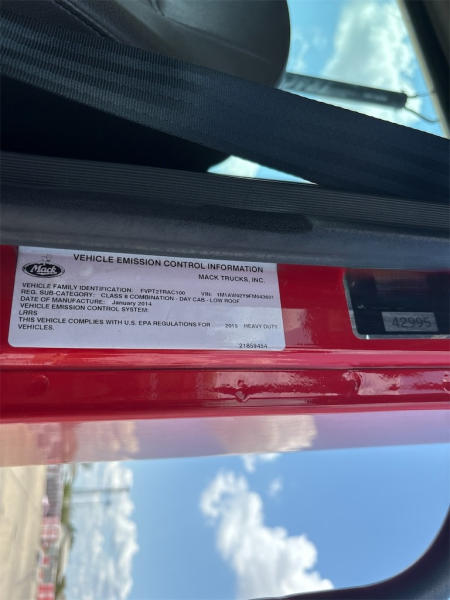 VEHICLE EMISSION CONTROL INFORMATION
Mack
MACK TRUCKS, INC.
VEHICLE FAMILY IDENTIFICATION: FVPT2TRAC100 VIN:
REG. SUB-CATEGORY: CLASS 8 COMBINATION - DAY CAB - LOW ROOF
DATE OF MANUFACTURE: January 2014
VEHICLE EMISSION CONTROL SYSTEM:
LRRS
THIS VEHICLE COMPLIES WITH U.S. EPA REGULATIONS FOR 2015 HEAVY DUTY
VEHICLES.
21859454
42995